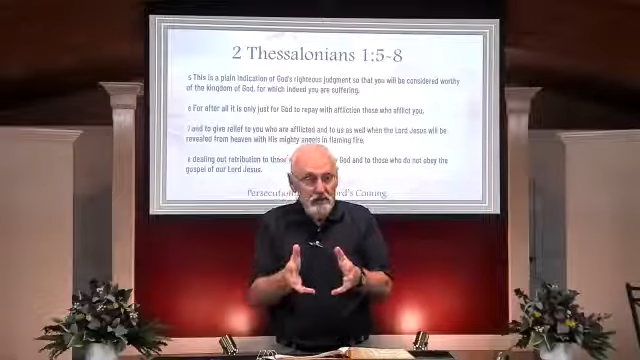 2 Thessalonians 1:5-8
5 This is a plain indication of God's righteous judgment so that you will be considered worthy
of the kingdom of God, for which indeed you are suffering.
6 For after all it is only just for God to repay with affliction those who afflict you,
7 and to give relief to you who are afflicted and to us as well when the Lord Jesus will be
revealed from heaven with His mighty angels in flaming fire,
8 dealing out retribution to those God and to those who do not obey the
gospel of our Lord Jesus.
Coming